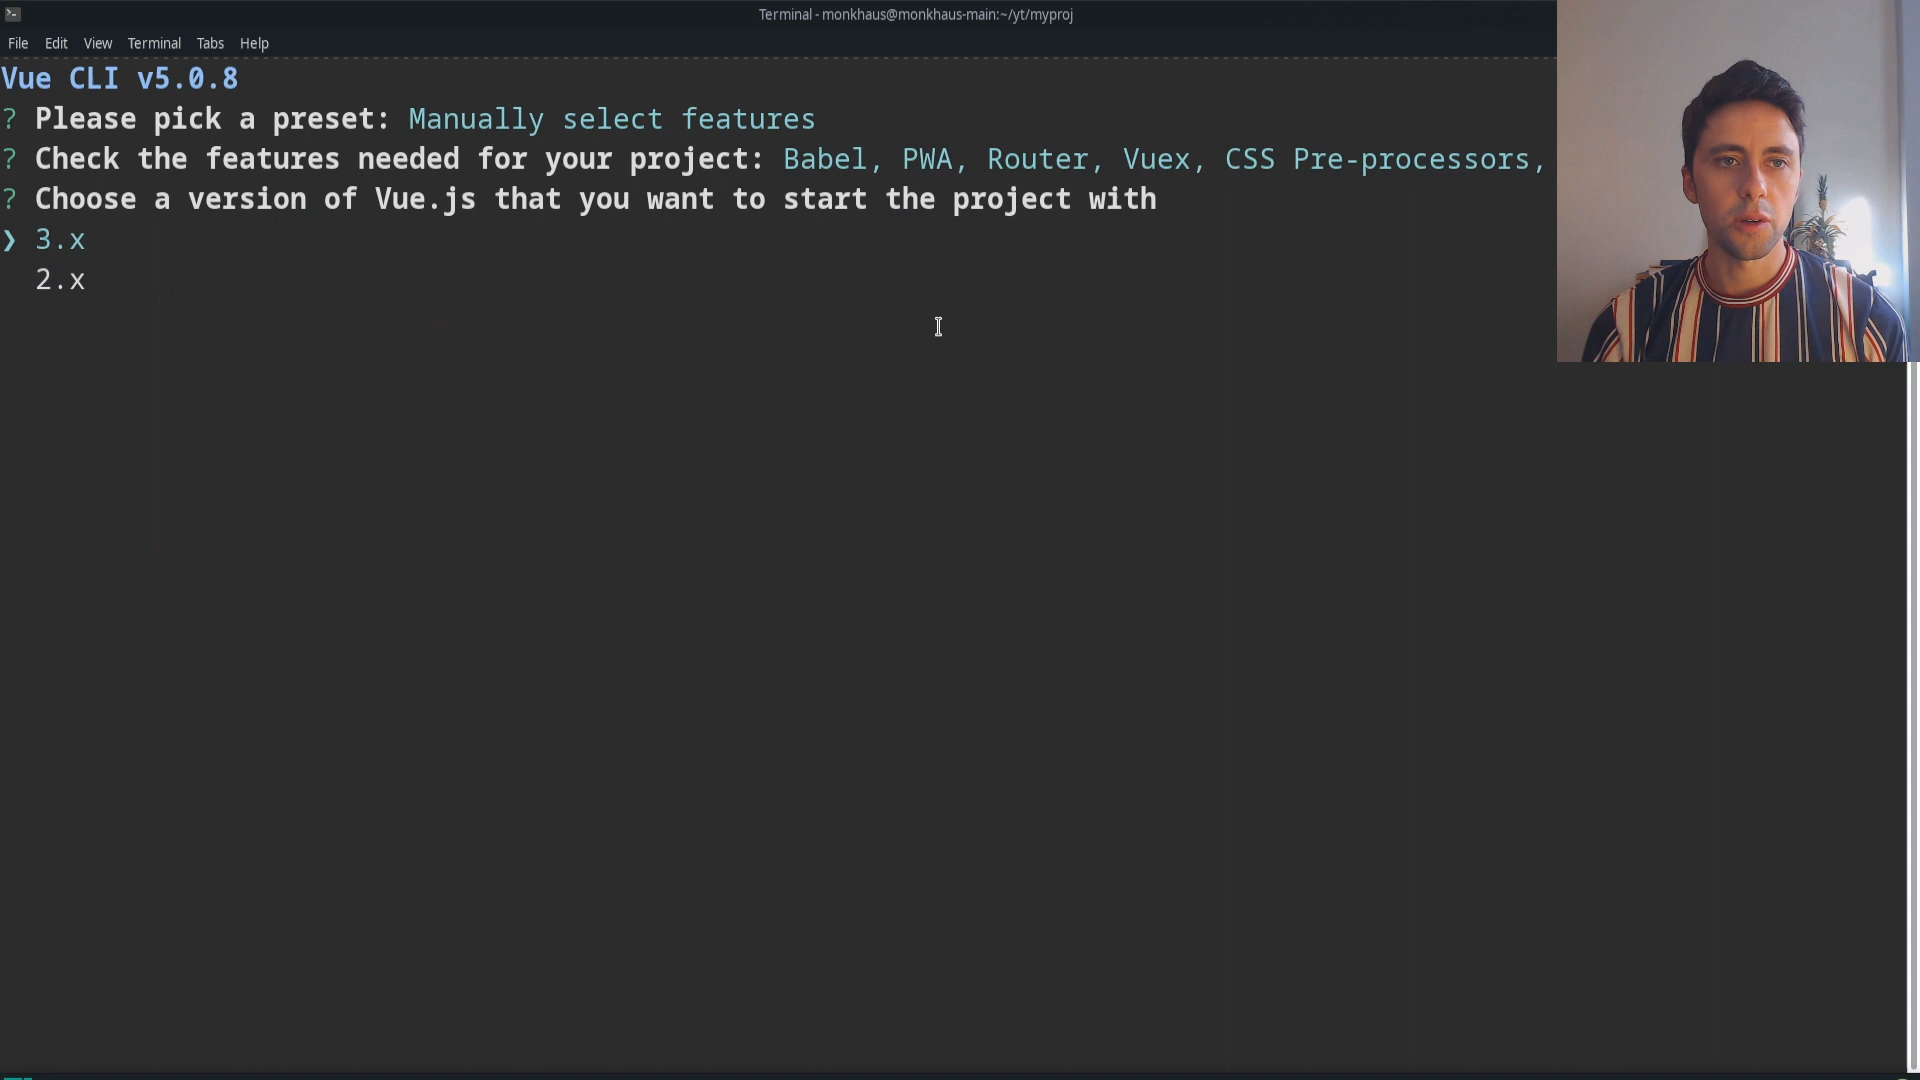 Terminal - monkhaus@monkhaus-main:~/yt/myproj
File Edit View Terminal Tabs Help
Vue CLI v5.0.8
? Please pick a preset: Manually select features
? Check the features needed for your project: Babel, PWA, Router, Vuex, CSS Pre-processors,
? Choose a version of Vue.js that you want to start the project with
❯ 3.x
2.x